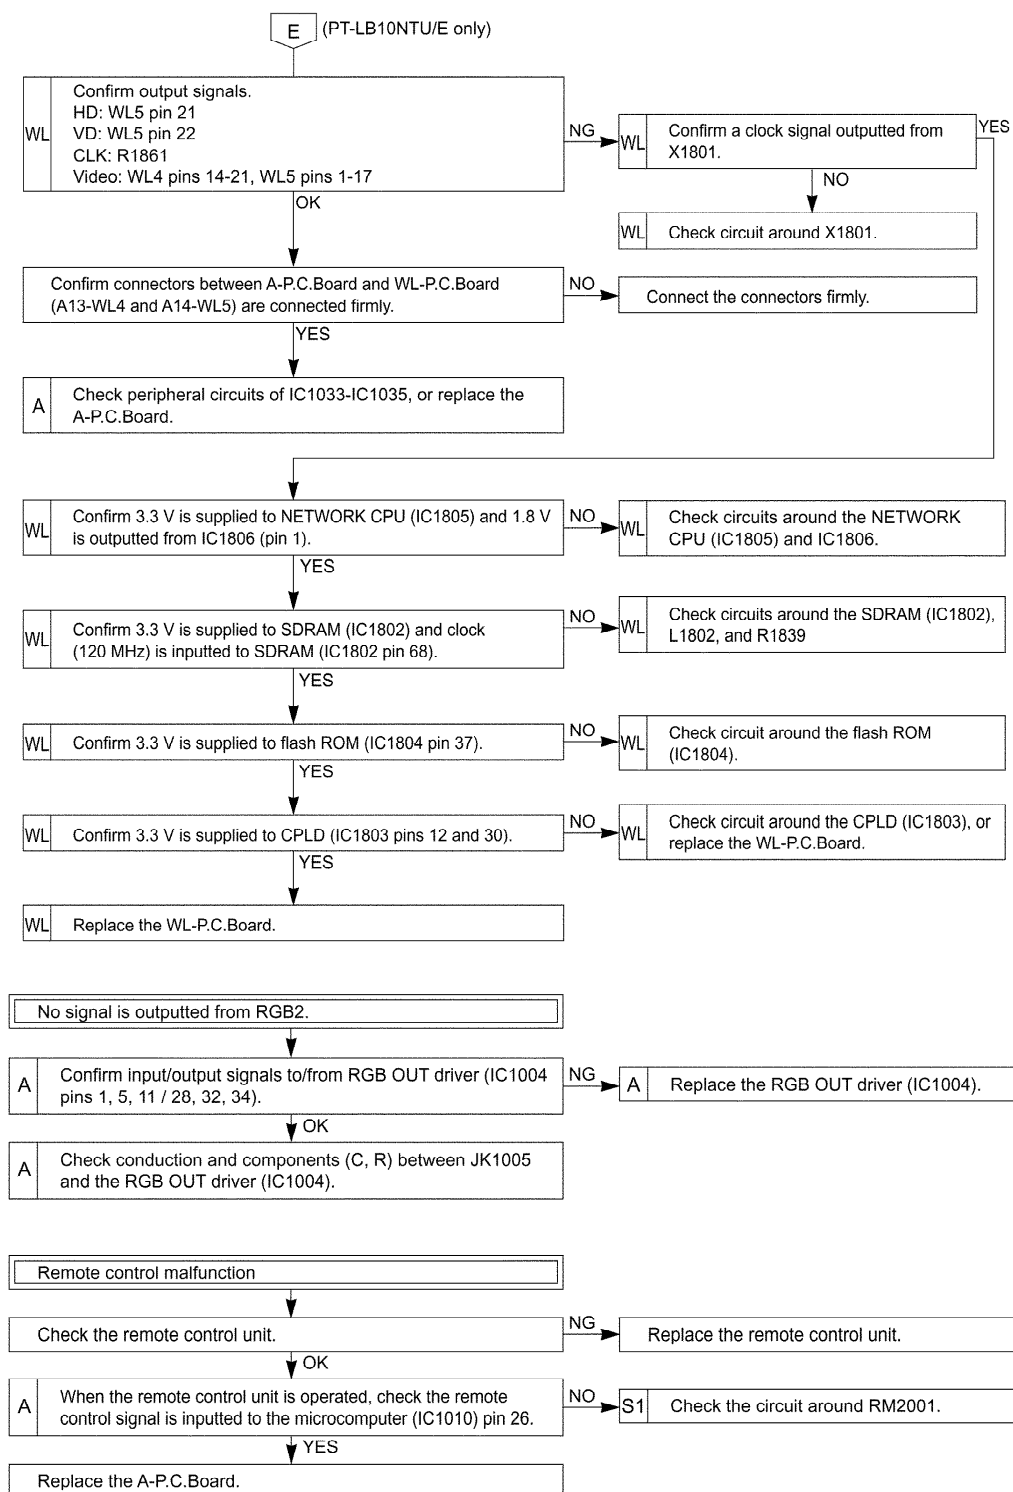 E (PT-LB10NTU/E only)
WL
Confirm output signals.
HD: WL5 pin 21
VD: WL5 pin 22
CLK: R1861
Video: WL4 pins 14-21, WL5 pins 1-17
NG
WL
Confirm a clock signal outputted from
X1801.
YES
NO
WL Check circuit around X1801.
OK
Confirm connectors between A-P.C.Board and WL-P.C.Board
(A13-WL4 and A14-WL5) are connected firmly.
NO
Connect the connectors firmly.
YES
A
Check peripheral circuits of IC1033-IC1035, or replace the
A-P.C.Board.
WL
Confirm 3.3 V is supplied to NETWORK CPU (IC1805) and 1.8 V
is outputted from IC1806 (pin 1).
NO
WL
Check circuits around the NETWORK
CPU (IC1805) and IC1806.
YES
WL
Confirm 3.3 V is supplied to SDRAM (IC1802) and clock
(120 MHz) is inputted to SDRAM (IC1802 pin 68).
NO
WL
Check circuits around the SDRAM (IC1802),
L1802, and R1839
YES
WL Confirm 3.3 V is supplied to flash ROM (IC1804 pin 37).
NO
WL
Check circuit around the flash ROM
(IC1804).
YES
WL Confirm 3.3 V is supplied to CPLD (IC1803 pins 12 and 30).
NO
WL
Check circuit around the CPLD (IC1803), or
replace the WL-P.C.Board.
YES
WL Replace the WL-P.C.Board.
No signal is outputted from RGB2.
A
Confirm input/output signals to/from RGB OUT driver (IC1004
pins 1, 5, 11 / 28, 32, 34).
NG
A Replace the RGB OUT driver (IC1004).
OK
A
Check conduction and components (C, R) between JK1005
and the RGB OUT driver (IC1004).
Remote control malfunction
Check the remote control unit.
NG
Replace the remote control unit.
OK
A
When the remote control unit is operated, check the remote
control signal is inputted to the microcomputer (IC1010) pin 26.
NO
S1 Check the circuit around RM2001.
YES
Replace the A-P.C.Board.